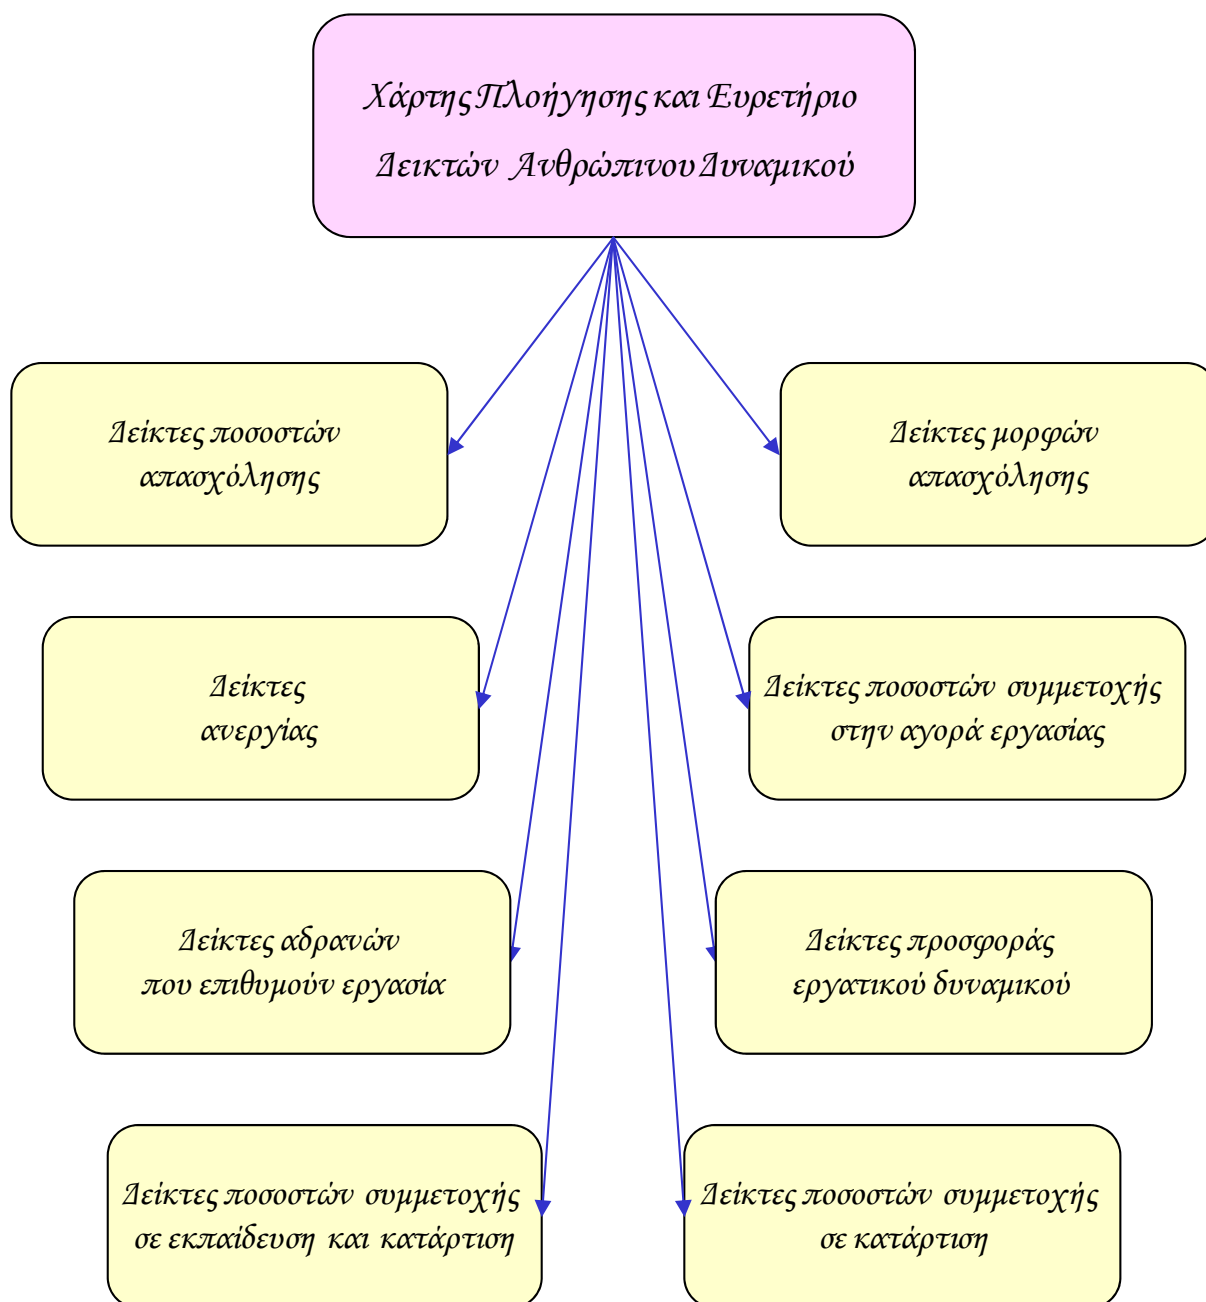 Χάρτης Πλοήγησης και Ευρετήριο
Δεικτών Ανθρώπινου Δυναμικού
Δείκτες ποσοστών
απασχόλησης
Δείκτες μορφών
απασχόλησης
Δείκτες
ανεργίας
Δείκτες ποσοστών συμμετοχής
στην αγορά εργασίας
Δείκτες αδρανών
που επιθυμούν εργασία
Δείκτες προσφοράς
εργατικού δυναμικού
Δείκτες ποσοστών συμμετοχής
σε εκπαίδευση και κατάρτιση
Δείκτες ποσοστών συμμετοχής
σε κατάρτιση